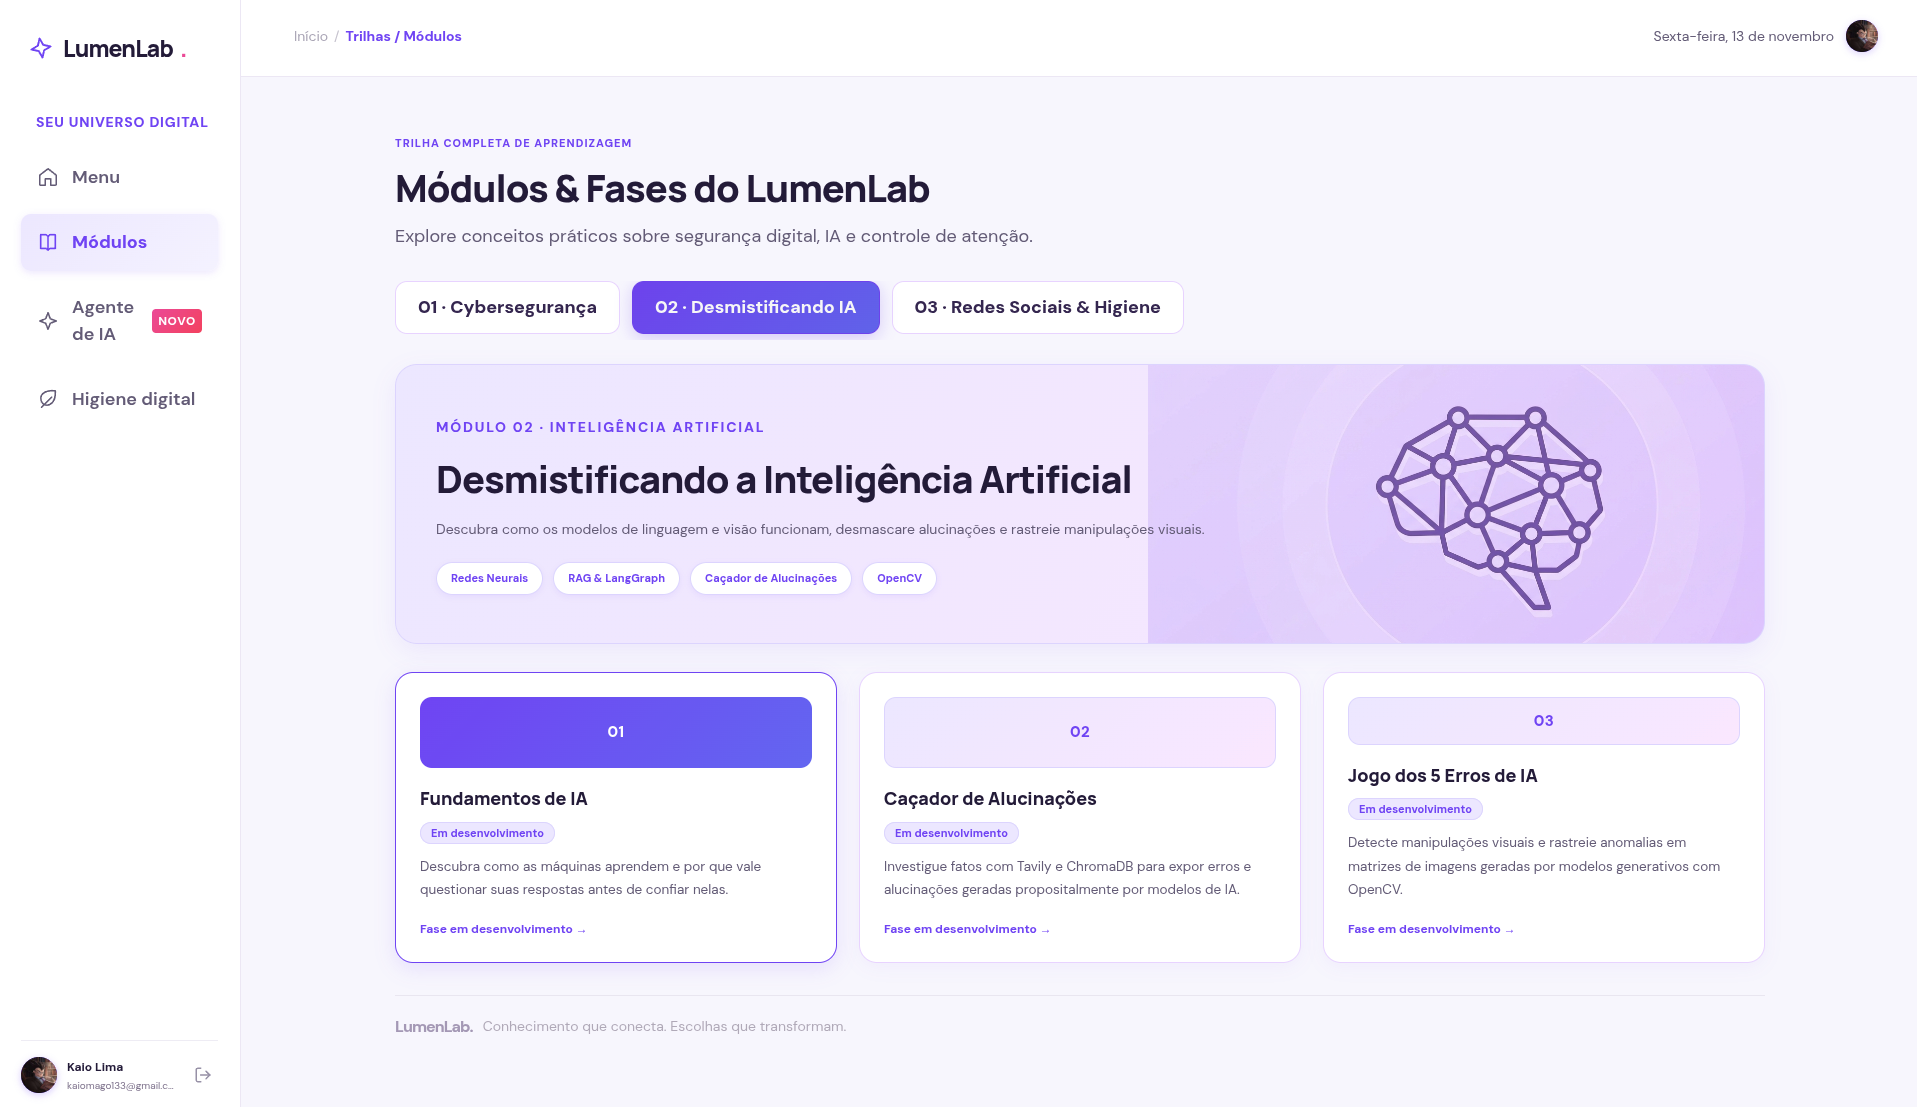 LumenLab .
SEU UNIVERSO DIGITAL
Menu
Módulos
Agente
de IA
NOVO
Higiene digital
Kaio Lima
kaiomago133@gmail.c...
Início / Trilhas / Módulos
Sexta-feira, 13 de novembro
TRILHA COMPLETA DE APRENDIZAGEM
Módulos & Fases do LumenLab
Explore conceitos práticos sobre segurança digital, IA e controle de atenção.
01 · Cybersegurança
02 · Desmistificando IA
03 · Redes Sociais & Higiene
MÓDULO 02 · INTELIGÊNCIA ARTIFICIAL
Desmistificando a Inteligência Artificial
Descubra como os modelos de linguagem e visão funcionam, desmascare alucinações e rastreie manipulações visuais.
Redes Neurais
RAG & LangGraph
Caçador de Alucinações
OpenCV
01
Fundamentos de IA
Em desenvolvimento
Descubra como as máquinas aprendem e por que vale
questionar suas respostas antes de confiar nelas.
Fase em desenvolvimento →
02
Caçador de Alucinações
Em desenvolvimento
Investigue fatos com Tavily e ChromaDB para expor erros e
alucinações geradas propositalmente por modelos de IA.
Fase em desenvolvimento →
03
Jogo dos 5 Erros de IA
Em desenvolvimento
Detecte manipulações visuais e rastreie anomalias em
matrizes de imagens geradas por modelos generativos com
OpenCV.
Fase em desenvolvimento →
LumenLab. Conhecimento que conecta. Escolhas que transformam.